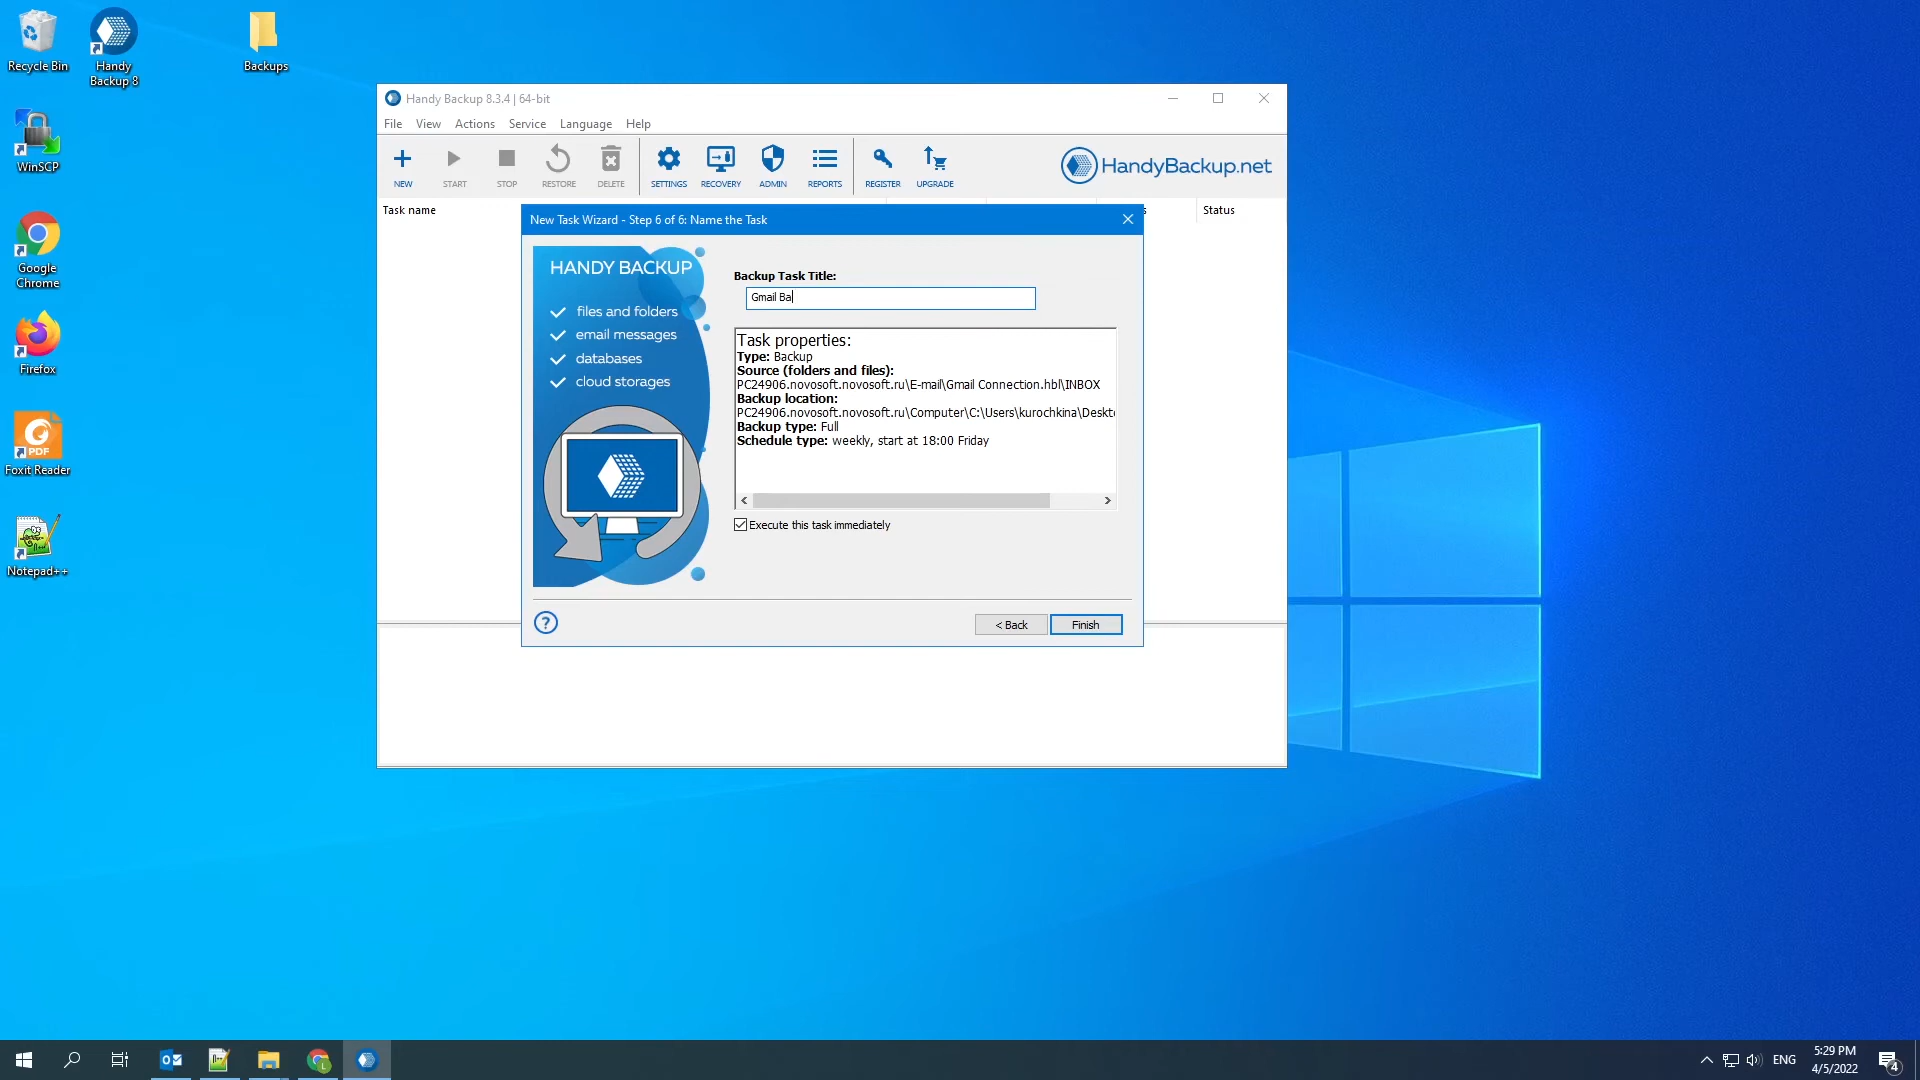 Recycle Bin
Handy
Backup 8
Backups
WinSCP
Google
Chrome
Firefox
PDF
Foxit Reader
Notepad++
Handy Backup 8.3.4 | 64-bit
File View Actions Service Language Help
NEW START STOP RESTORE DELETE SETTINGS RECOVERY ADMIN REPORTS REGISTER UPGRADE
HandyBackup.net
Task name
Status
New Task Wizard - Step 6 of 6: Name the Task
HANDY BACKUP
files and folders
email messages
databases
cloud storages
Backup Task Title:
Gmail Ba
Task properties:
Type: Backup
Source (folders and files):
PC24906.novosoft.novosoft.ru\E-mail\Gmail Connection.hbl\INBOX
Backup location:
PC24906.novosoft.novosoft.ru\Computer\C:\Users\kurochkina\Deskt
Backup type: Full
Schedule type: weekly, start at 18:00 Friday
Execute this task immediately
?
< Back
Finish
ENG
5:29 PM
4/5/2022
4